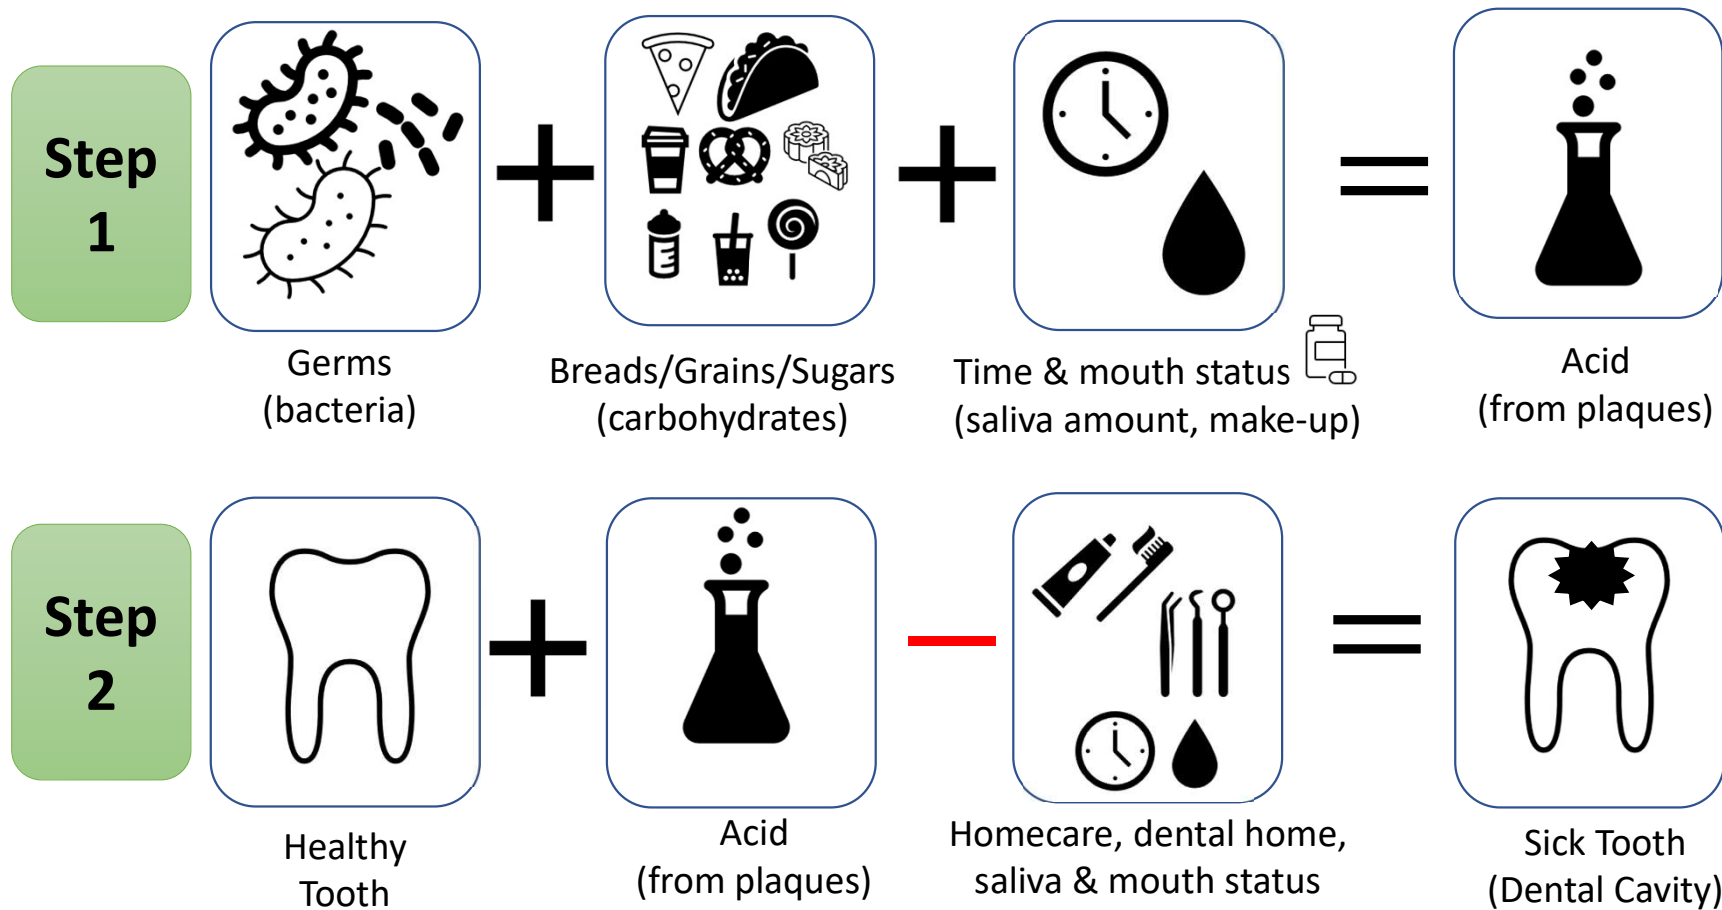 Step
1
Germs
(bacteria)
Breads/Grains/Sugars
(carbohydrates)
Time & mouth status
(saliva amount, make-up)
Acid
(from plaques)
Step
2
Healthy
Tooth
Acid
(from plaques)
Homecare, dental home,
saliva & mouth status
Sick Tooth
(Dental Cavity)